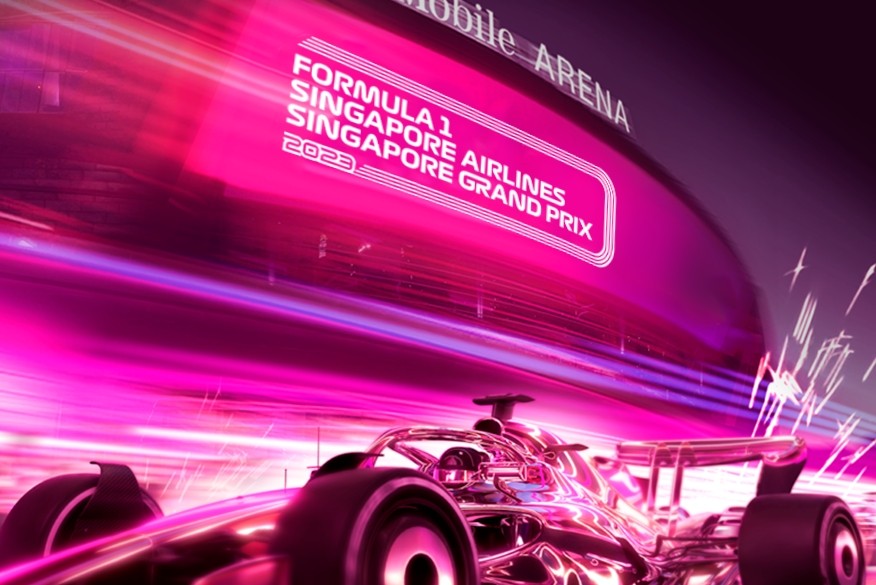 Mobile ARENA
FORMULA 1
SINGAPORE AIRLINES
SINGAPORE GRAND PRIX
2023